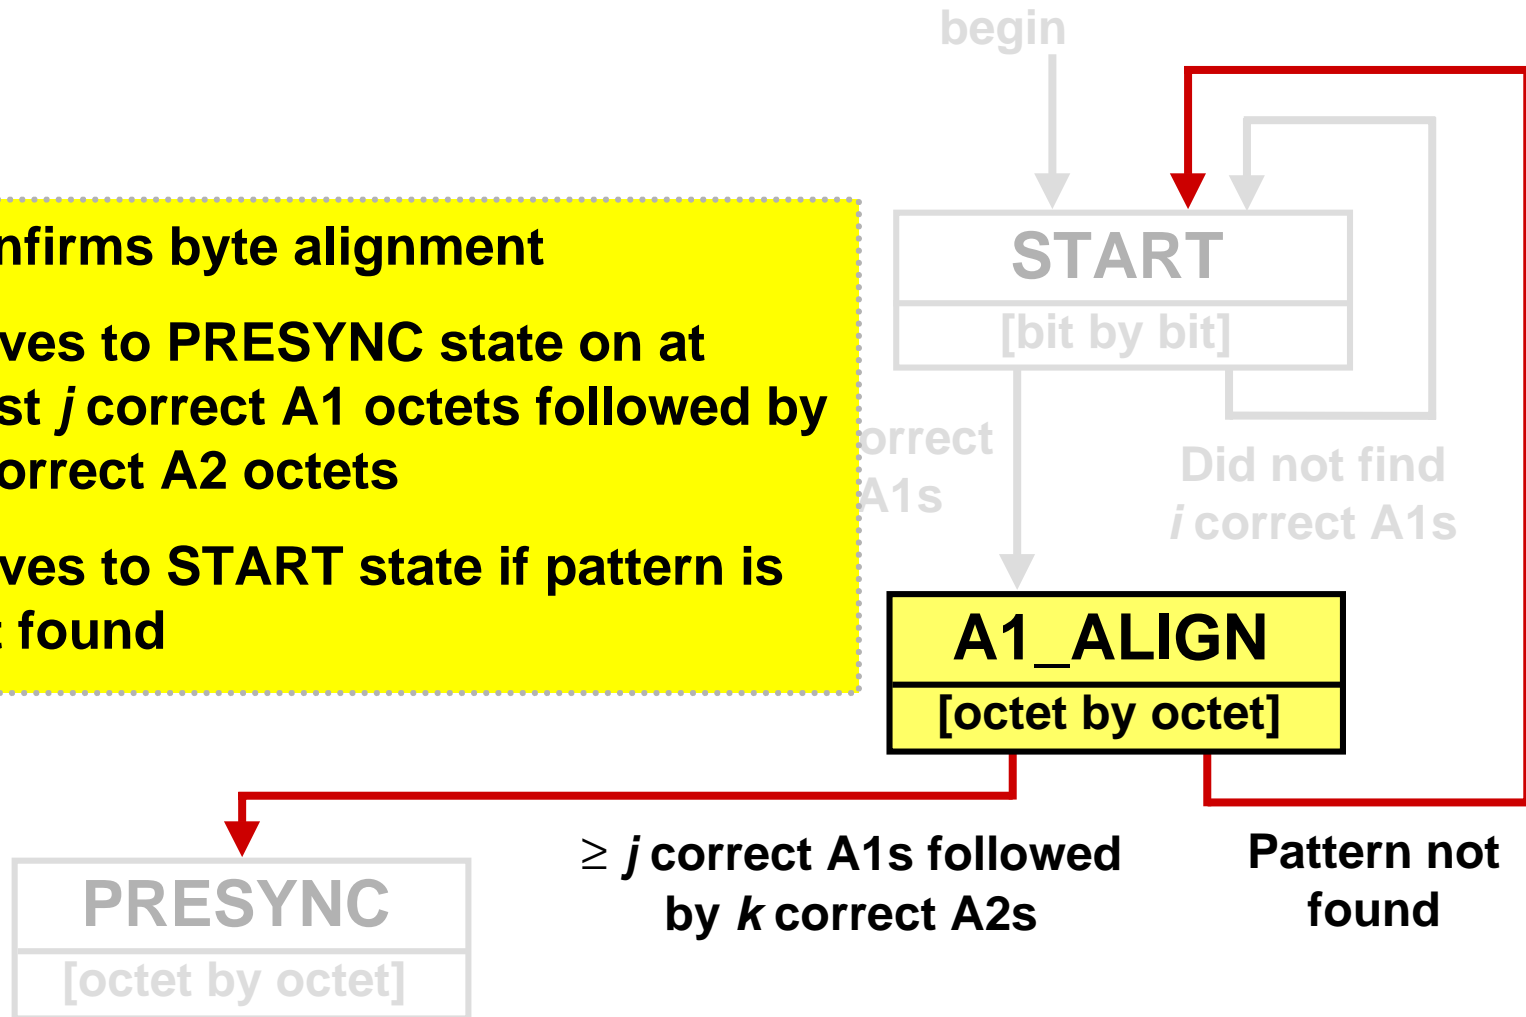 begin
nfirms byte alignment
ves to PRESYNC state on at
st j correct A1 octets followed by
orrect A2 octets
ves to START state if pattern is
t found
START
[bit by bit]
orrect
A1s
Did not find
i correct A1s
A1_ALIGN
[octet by octet]
≥ j correct A1s followed
by k correct A2s
Pattern not
found
PRESYNC
[octet by octet]